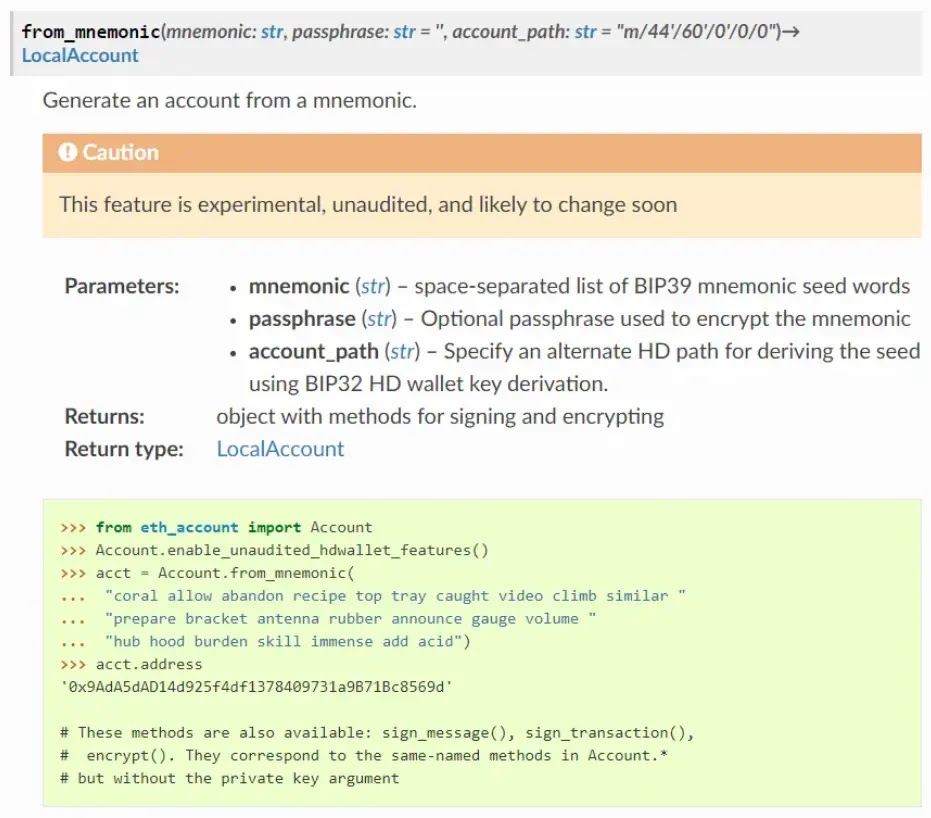 from_mnemonic(mnemonic: str, passphrase: str = '', account_path: str = "m/44'/60'/0'/0/0")→
LocalAccount
Generate an account from a mnemonic.
Caution
This feature is experimental, unaudited, and likely to change soon
Parameters:
• mnemonic (str) – space-separated list of BIP39 mnemonic seed words
• passphrase (str) – Optional passphrase used to encrypt the mnemonic
• account_path (str) – Specify an alternate HD path for deriving the seed
using BIP32 HD wallet key derivation.
Returns: object with methods for signing and encrypting
Return type: LocalAccount
>>> from eth_account import Account
>>> Account.enable_unaudited_hdwallet_features()
>>> acct = Account.from_mnemonic(
... "coral allow abandon recipe top tray caught video climb similar "
... "prepare bracket antenna rubber announce gauge volume "
... "hub hood burden skill immense add acid")
>>> acct.address
'0x9AdA5dAD14d925f4df1378409731a9B71Bc8569d'
# These methods are also available: sign_message(), sign_transaction(),
#  encrypt(). They correspond to the same-named methods in Account.*
# but without the private key argument